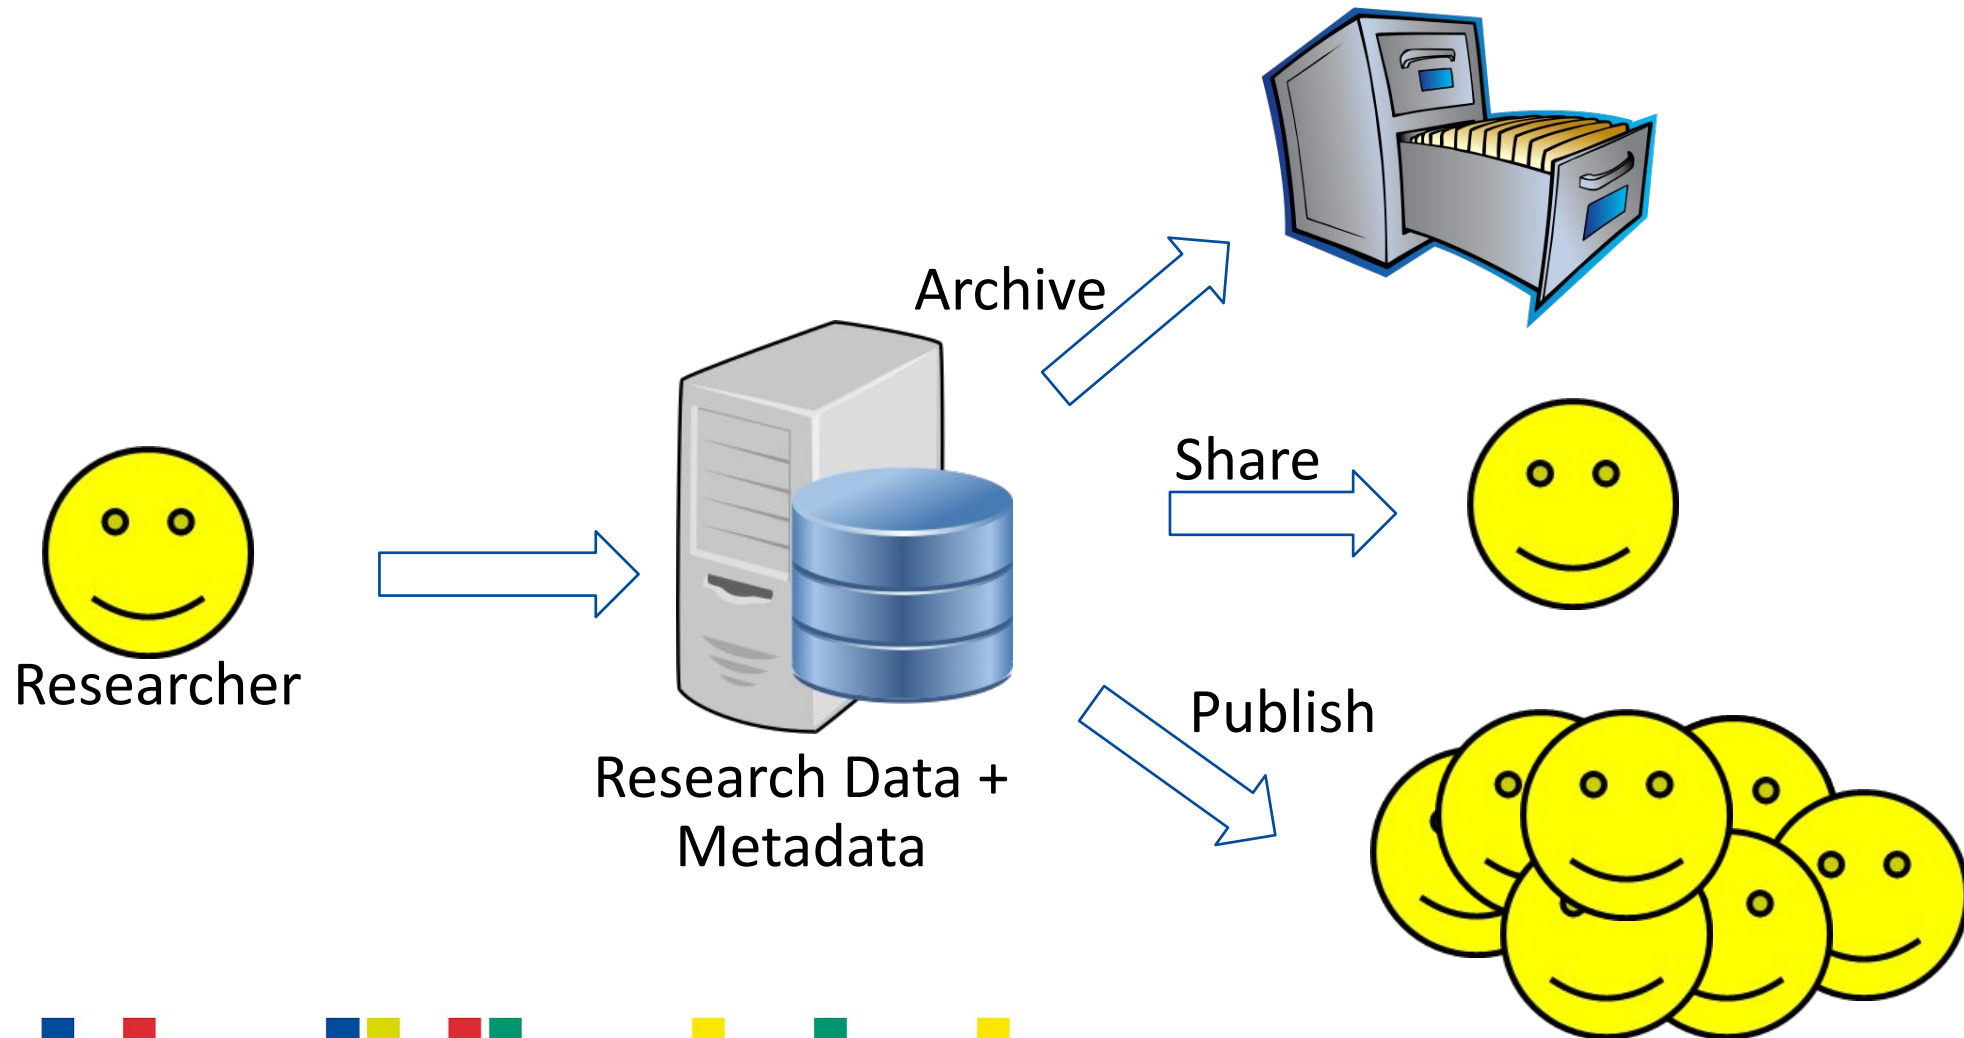 Archive
Share
Researcher
Publish
Research Data +
Metadata